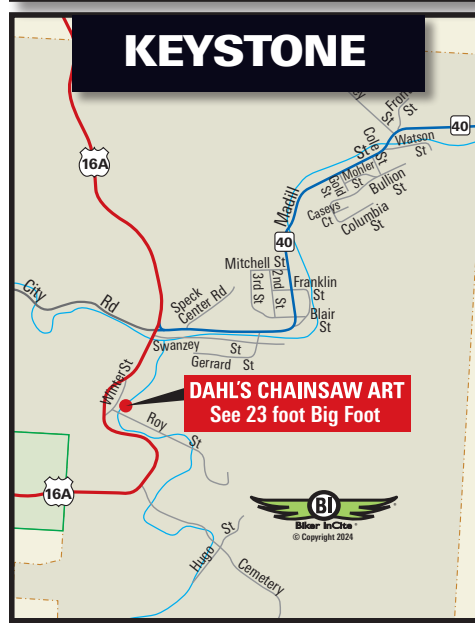 KEYSTONE
St
Front
St
40
Watson
St
16A
Madill
St
Cole St
Mohler
St
Gold
St
Bullion
St
Caseys
Ct
Columbia
St
40
Mitchell St
3rd St
2nd St
Franklin
St
Blair
St
City
Rd
Speck
Center Rd
Swanzey
St
Gerrard St
Winter St
DAHL'S CHAINSAW ART
See 23 foot Big Foot
Roy
St
16A
BI
Biker InCite
© Copyright 2024
Hugo St
Cemetery